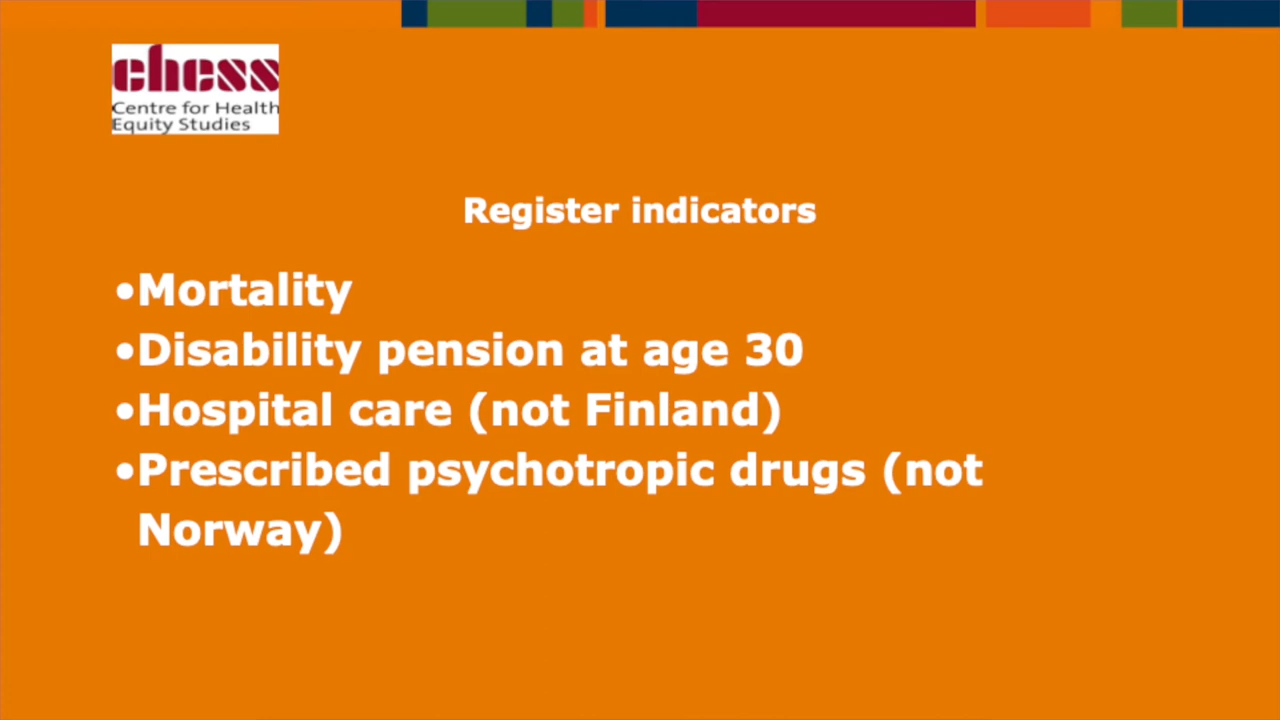 chess
Centre for Health
Equity Studies
Register indicators
•Mortality
•Disability pension at age 30
•Hospital care (not Finland)
•Prescribed psychotropic drugs (not
Norway)